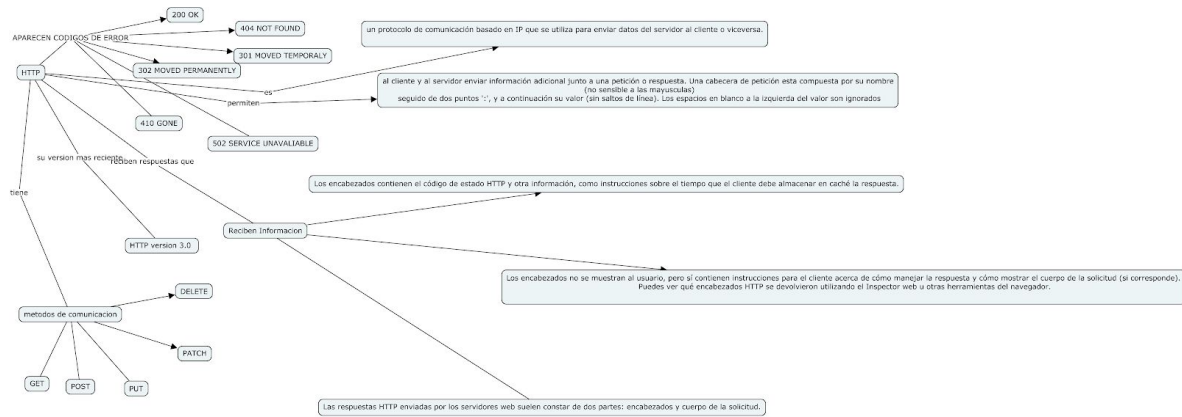 200 OK
404 NOT FOUND
APARECEN CODIGOS DE ERROR
301 MOVED TEMPORALY
302 MOVED PERMANENTLY
HTTP
un protocolo de comunicación basado en IP que se utiliza para enviar datos del servidor al cliente o viceversa.
es
al cliente y al servidor enviar información adicional junto a una petición o respuesta. Una cabecera de petición esta compuesta por su nombre
(no sensible a las mayusculas)
seguido de dos puntos ':', y a continuación su valor (sin saltos de línea). Los espacios en blanco a la izquierda del valor son ignorados
permiten
410 GONE
502 SERVICE UNAVALIABLE
su version mas reciente
reciben respuestas que
tiene
Los encabezados contienen el código de estado HTTP y otra información, como instrucciones sobre el tiempo que el cliente debe almacenar en caché la respuesta.
Reciben Informacion
HTTP version 3.0
Los encabezados no se muestran al usuario, pero sí contienen instrucciones para el cliente acerca de cómo manejar la respuesta y cómo mostrar el cuerpo de la solicitud (si corresponde).
Puedes ver qué encabezados HTTP se devolvieron utilizando el Inspector web u otras herramientas del navegador.
DELETE
metodos de comunicacion
PATCH
GET
POST
PUT
Las respuestas HTTP enviadas por los servidores web suelen constar de dos partes: encabezados y cuerpo de la solicitud.